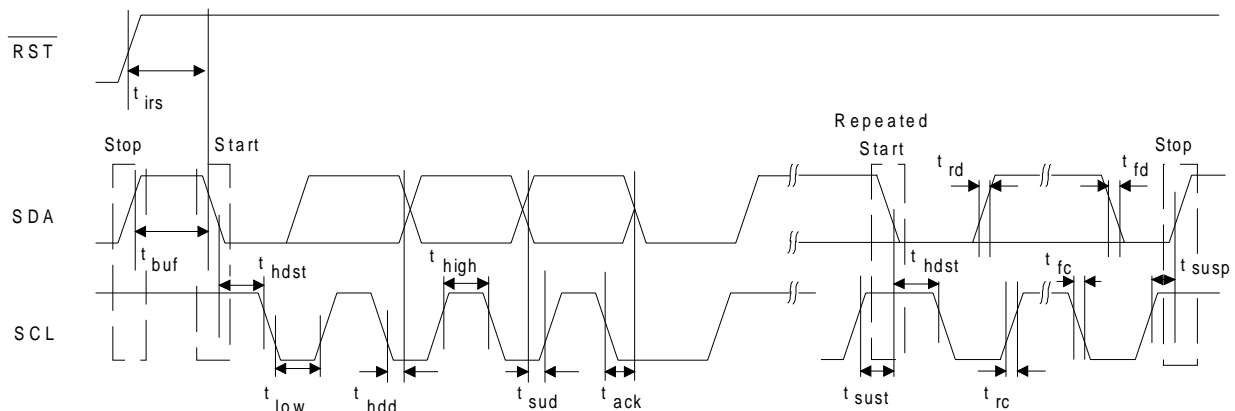 RST
t irs
Repeated
Stop Start Start Stop
t rd t fd
SDA
t buf t hdst t high t hdst t fc t susp
SCL
t low t hdd t sud t ack t sust t rc